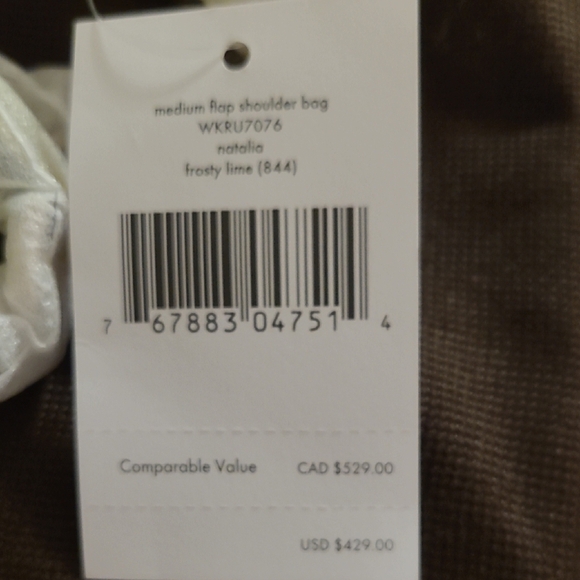 medium flap shoulder bag
WKRU7076
natalia
frosty lime (844)
7 67883 04751 4
Comparable Value CAD $529.00
USD $429.00